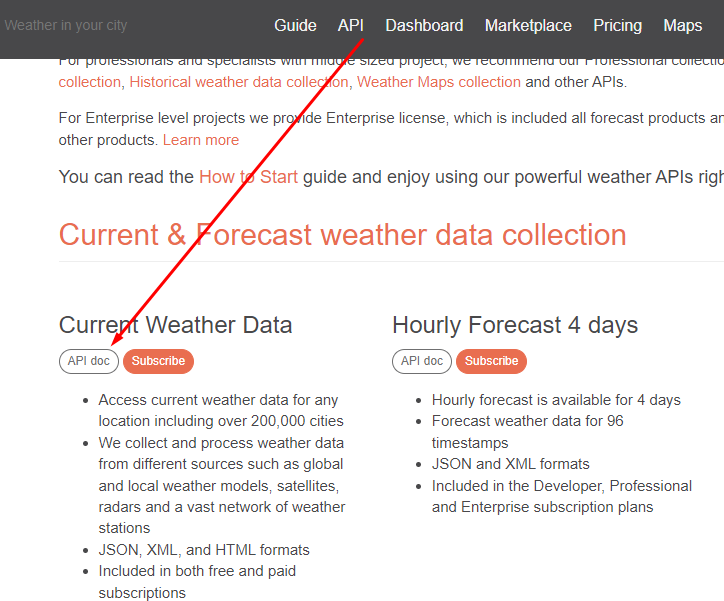 Weather in your city Guide API Dashboard Marketplace Pricing Maps
For professionals and specialists with middle sized project, we recommend our Professional collectio
collection, Historical weather data collection, Weather Maps collection and other APIs.
For Enterprise level projects we provide Enterprise license, which is included all forecast products an
other products. Learn more
You can read the How to Start guide and enjoy using our powerful weather APIs righ
Current & Forecast weather data collection
Current Weather Data
API doc Subscribe
• Access current weather data for any
location including over 200,000 cities
• We collect and process weather data
from different sources such as global
and local weather models, satellites,
radars and a vast network of weather
stations
• JSON, XML, and HTML formats
• Included in both free and paid
subscriptions
Hourly Forecast 4 days
API doc Subscribe
• Hourly forecast is available for 4 days
• Forecast weather data for 96
timestamps
• JSON and XML formats
• Included in the Developer, Professional
and Enterprise subscription plans